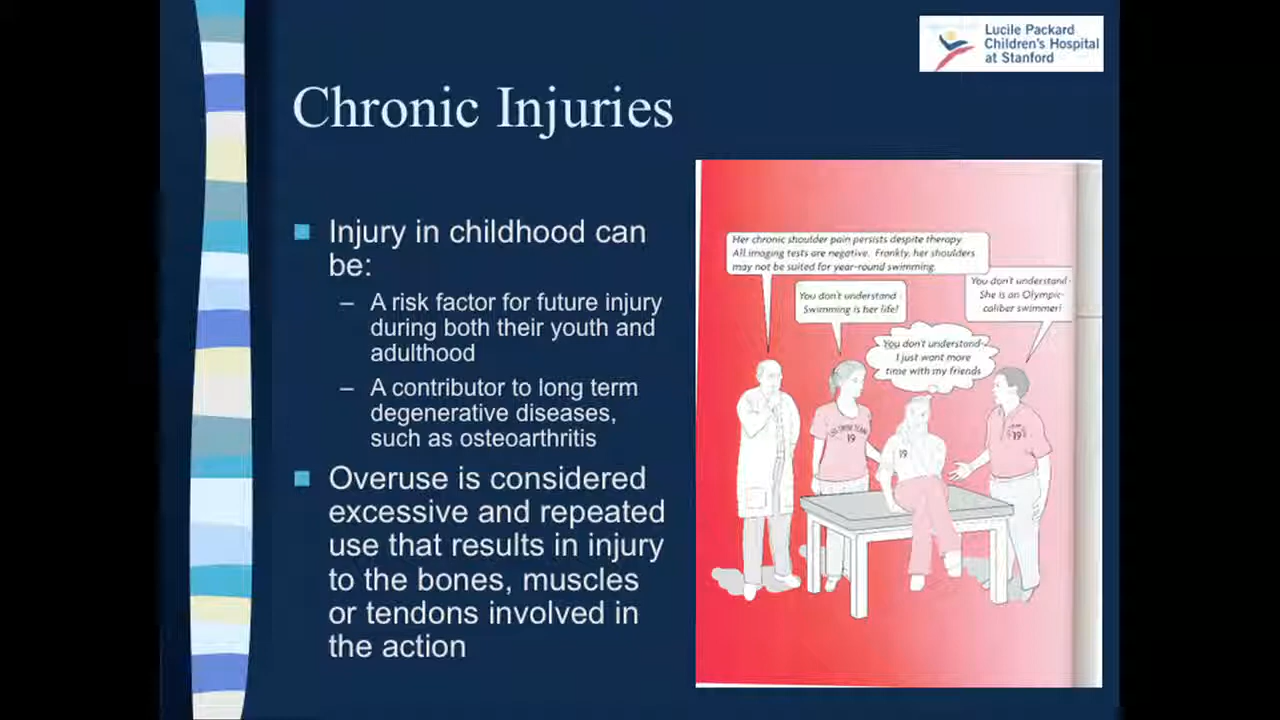 Lucile Packard
Children's Hospital
at Stanford
Chronic Injuries
Injury in childhood can
be:
– A risk factor for future injury
during both their youth and
adulthood
– A contributor to long term
degenerative diseases,
such as osteoarthritis
Overuse is considered
excessive and repeated
use that results in injury
to the bones, muscles
or tendons involved in
the action
Her chronic shoulder pain persists despite therapy
All imaging tests are negative. Frankly, her shoulders
may not be suited for year-round swimming.
You don't understand
Swimming is her life!
You don't understand-
She is an Olympic-
caliber swimmer!
You don't understand-
I just want more
time with my friends
SWIM TEAM
19
19
19